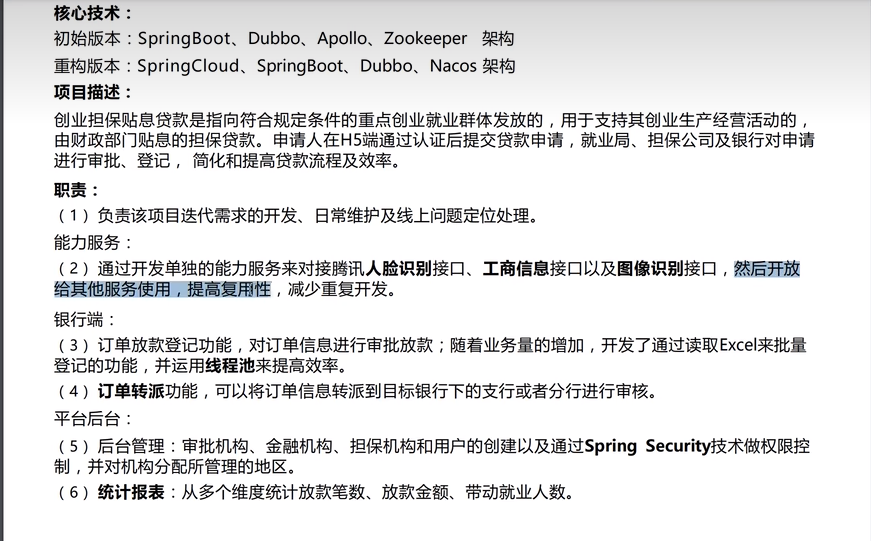 核心技术：
初始版本：SpringBoot、Dubbo、Apollo、Zookeeper 架构
重构版本：SpringCloud、SpringBoot、Dubbo、Nacos 架构
项目描述：
创业担保贴息贷款是指向符合规定条件的重点创业就业群体发放的，用于支持其创业生产经营活动的，
由财政部门贴息的担保贷款。申请人在H5端通过认证后提交贷款申请，就业局、担保公司及银行对申请
进行审批、登记， 简化和提高贷款流程及效率。
职责：
（1）负责该项目迭代需求的开发、日常维护及线上问题定位处理。
能力服务：
（2）通过开发单独的能力服务来对接腾讯人脸识别接口、工商信息接口以及图像识别接口，然后开放
给其他服务使用，提高复用性，减少重复开发。
银行端：
（3）订单放款登记功能，对订单信息进行审批放款；随着业务量的增加，开发了通过读取Excel来批量
登记的功能，并运用线程池来提高效率。
（4）订单转派功能，可以将订单信息转派到目标银行下的支行或者分行进行审核。
平台后台：
（5）后台管理：审批机构、金融机构、担保机构和用户的创建以及通过Spring Security技术做权限控
制，并对机构分配所管理的地区。
（6）统计报表：从多个维度统计放款笔数、放款金额、带动就业人数。